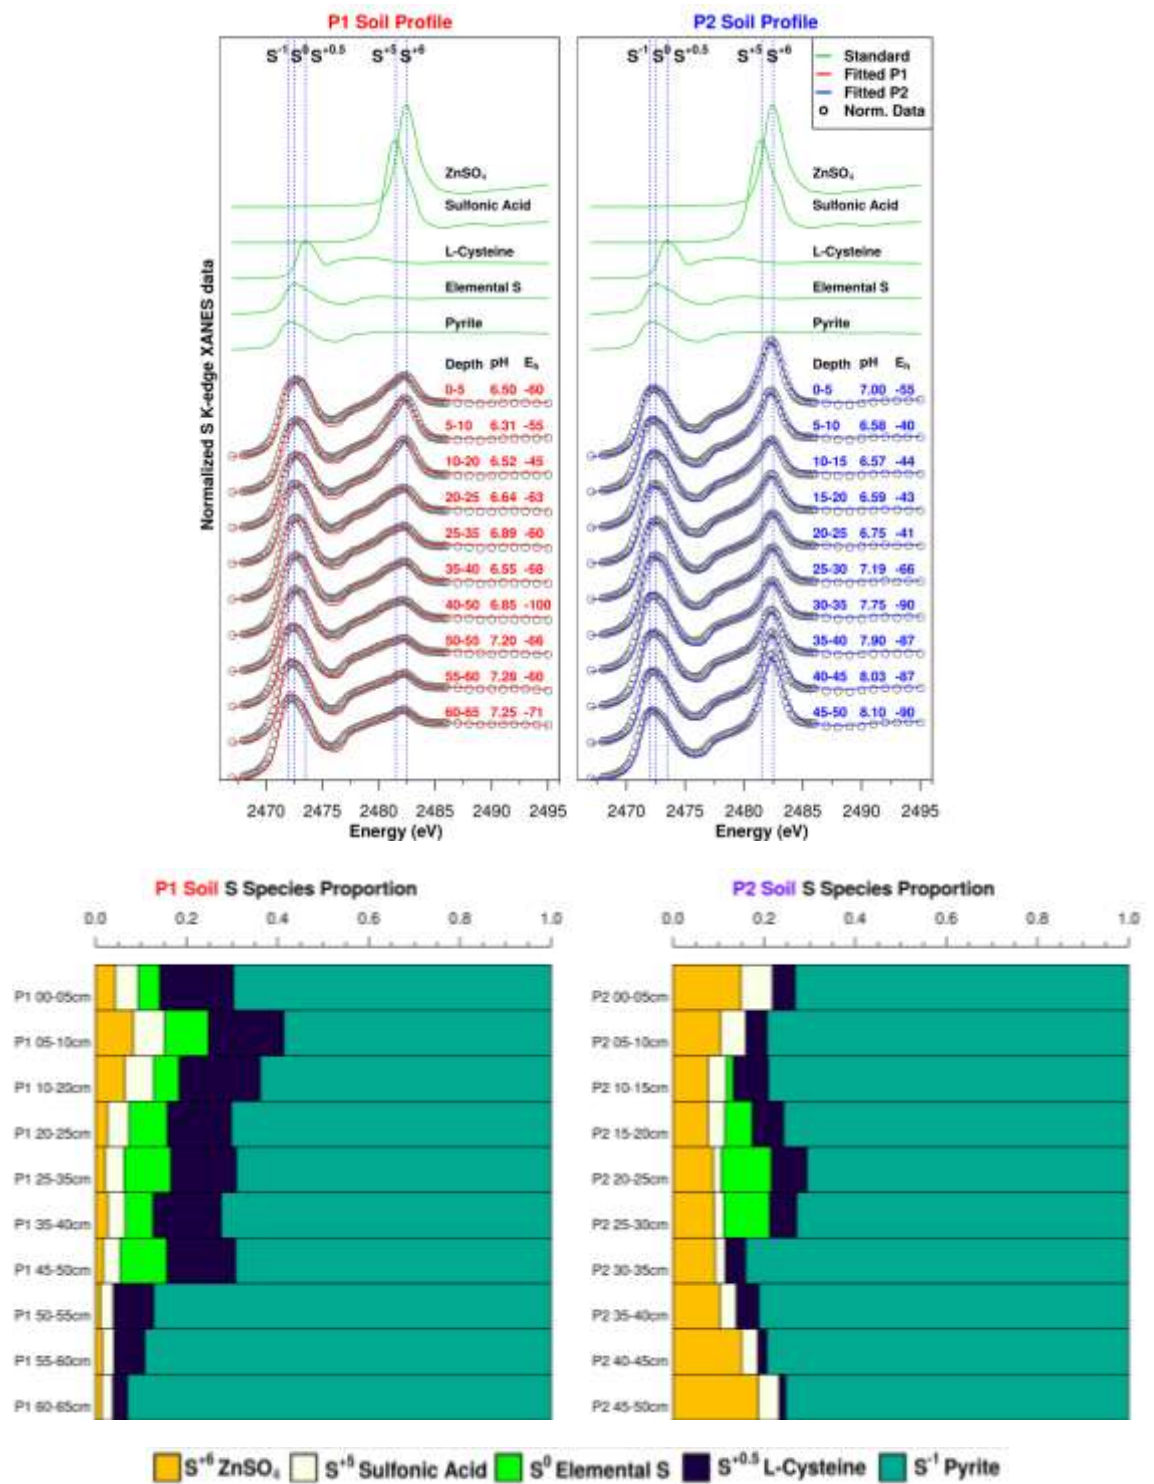 P1 Soil Profile
P2 Soil Profile
S⁻¹ S⁰ S⁺⁰·⁵ S⁺⁵ S⁺⁶
S⁻¹ S⁰ S⁺⁰·⁵ S⁺⁵ S⁺⁶
Standard
Fitted P1
Fitted P2
Norm. Data
ZnSO₄
Sulfonic Acid
L-Cysteine
Elemental S
Pyrite
ZnSO₄
Sulfonic Acid
L-Cysteine
Elemental S
Pyrite
Normalized S K-edge XANES data
Depth pH Eₕ
0-5 6.50 -60
5-10 6.31 -55
10-20 6.52 -45
20-25 6.64 -63
25-35 6.89 -60
35-40 6.55 -68
40-50 6.85 -100
50-55 7.20 -66
55-60 7.28 -60
60-65 7.25 -71
Depth pH Eₕ
0-5 7.00 -55
5-10 6.58 -40
10-15 6.57 -44
15-20 6.59 -43
20-25 6.75 -41
25-30 7.19 -66
30-35 7.75 -90
35-40 7.90 -87
40-45 8.03 -87
45-50 8.10 -90
2470 2475 2480 2485 2490 2495
Energy (eV)
2470 2475 2480 2485 2490 2495
Energy (eV)
P1 Soil S Species Proportion
0.0 0.2 0.4 0.6 0.8 1.0
P1 00-05cm
P1 05-10cm
P1 10-20cm
P1 20-25cm
P1 25-35cm
P1 35-40cm
P1 45-50cm
P1 50-55cm
P1 55-60cm
P1 60-65cm
P2 Soil S Species Proportion
0.0 0.2 0.4 0.6 0.8 1.0
P2 00-05cm
P2 05-10cm
P2 10-15cm
P2 15-20cm
P2 20-25cm
P2 25-30cm
P2 30-35cm
P2 35-40cm
P2 40-45cm
P2 45-50cm
S⁺⁶ ZnSO₄ S⁺⁵ Sulfonic Acid S⁰ Elemental S S⁺⁰·⁵ L-Cysteine S⁻¹ Pyrite